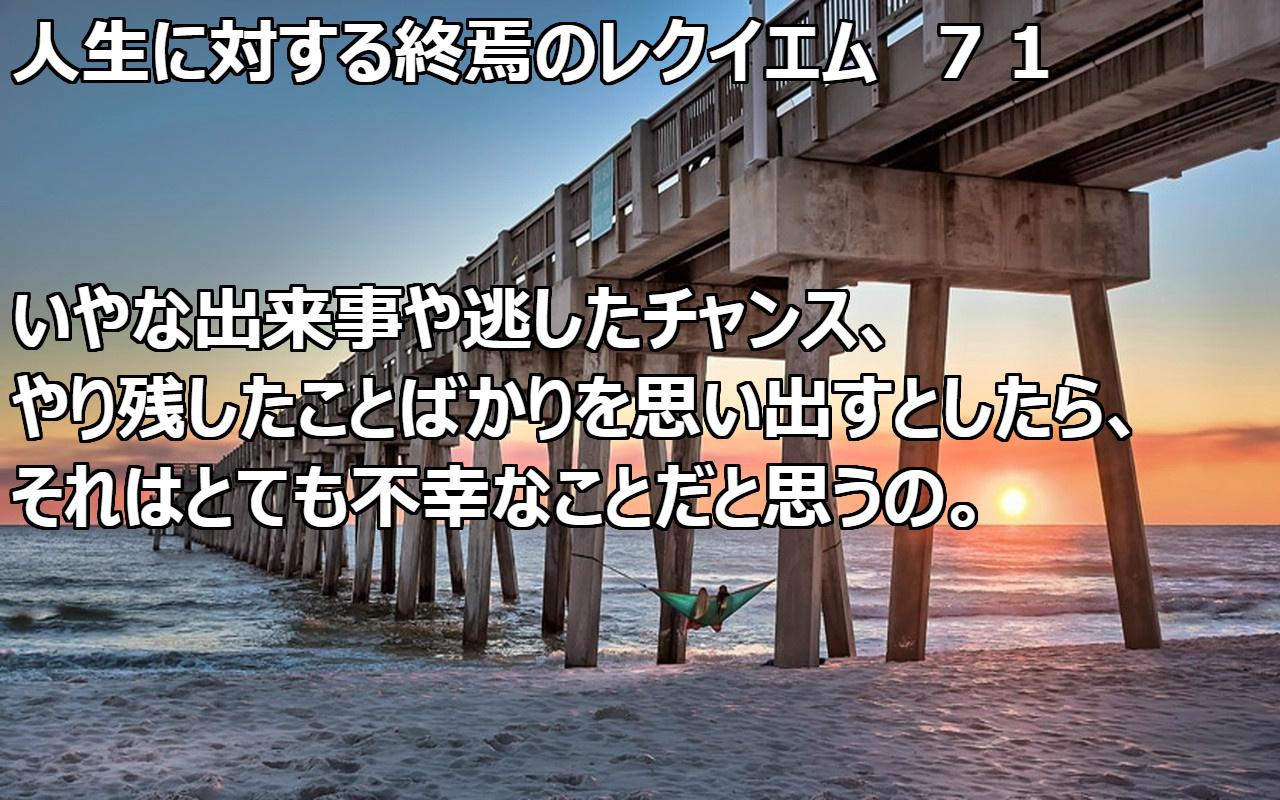 人生に対する終焉のレクイエム　７１
いやな出来事や逃したチャンス、
やり残したことばかりを思い出すとしたら、
それはとても不幸なことだと思うの。